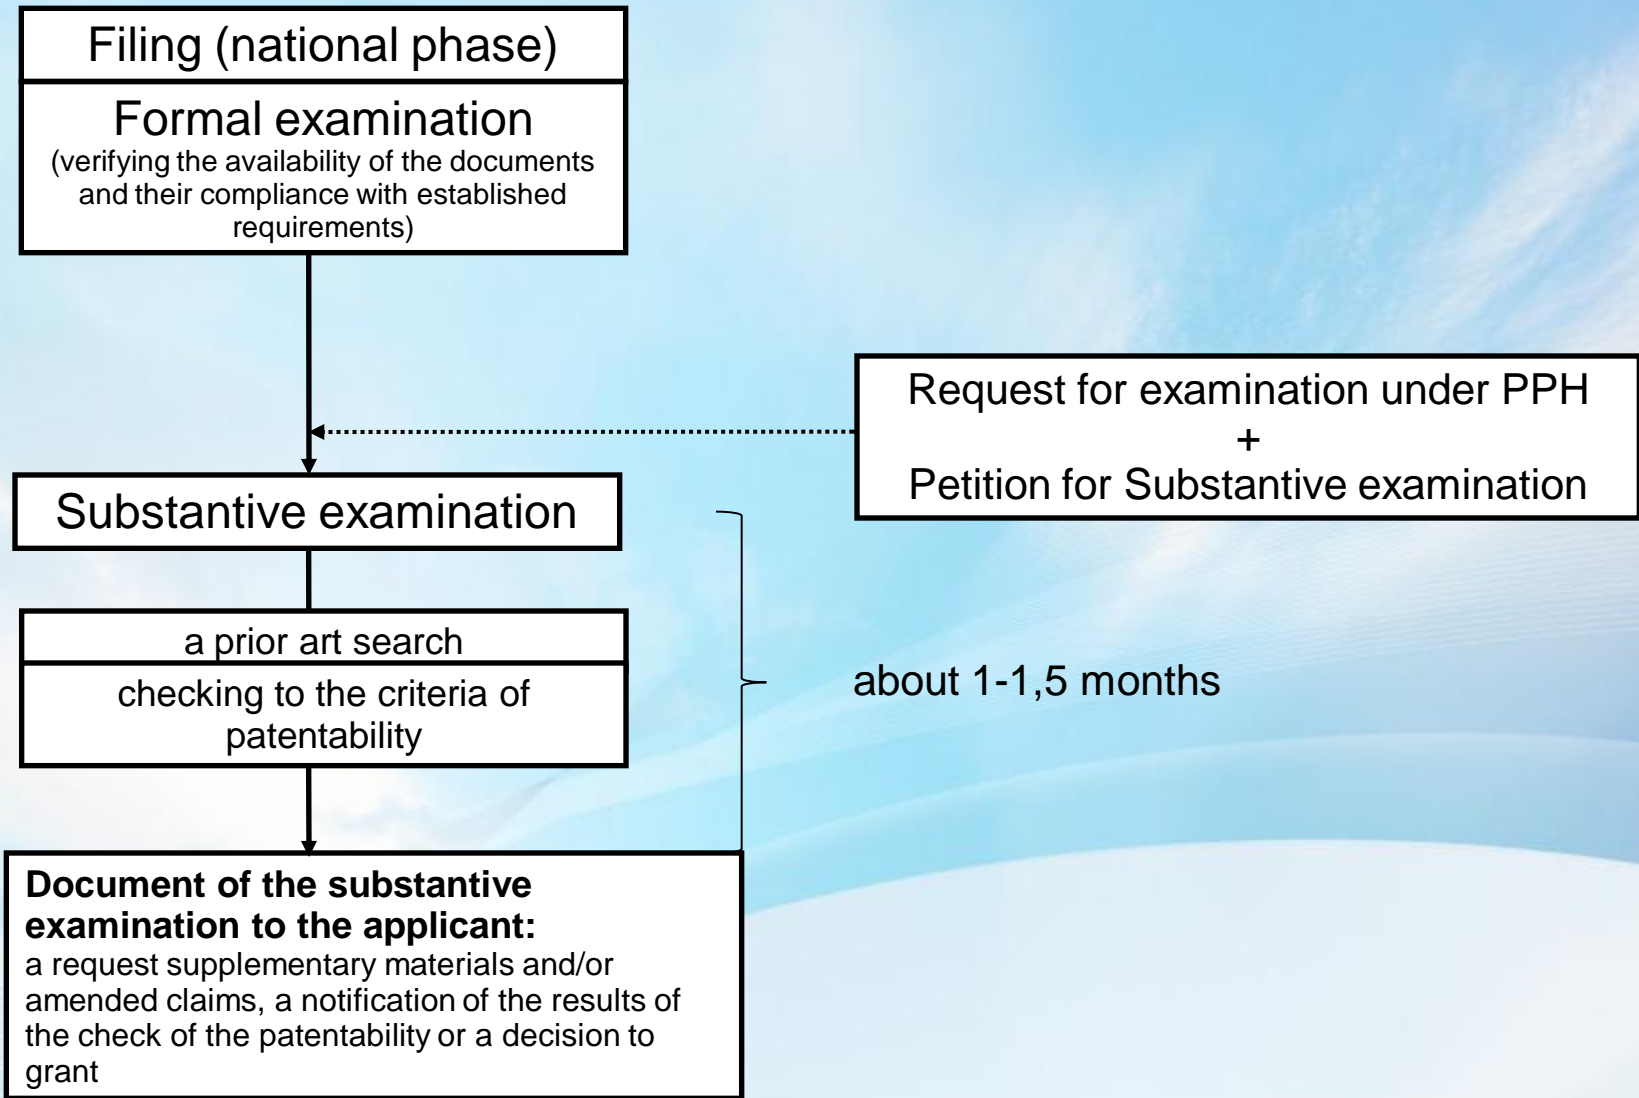 Filing (national phase)
Formal examination
(verifying the availability of the documents
and their compliance with established
requirements)
Request for examination under PPH
+
Petition for Substantive examination
Substantive examination
a prior art search
checking to the criteria of
patentability
about 1-1,5 months
Document of the substantive
examination to the applicant:
a request supplementary materials and/or
amended claims, a notification of the results of
the check of the patentability or a decision to
grant